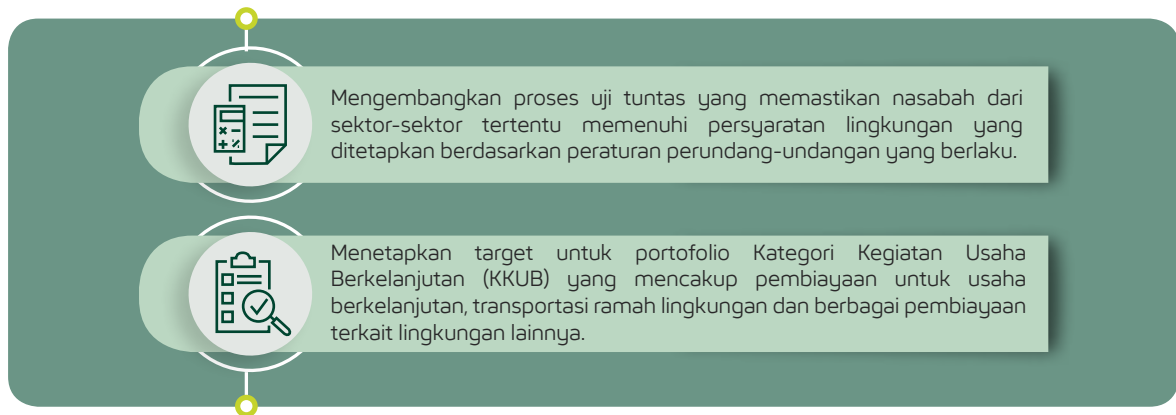 Mengembangkan proses uji tuntas yang memastikan nasabah dari
sektor-sektor tertentu memenuhi persyaratan lingkungan yang
ditetapkan berdasarkan peraturan perundang-undangan yang berlaku.
Menetapkan target untuk portofolio Kategori Kegiatan Usaha
Berkelanjutan (KKUB) yang mencakup pembiayaan untuk usaha
berkelanjutan, transportasi ramah lingkungan dan berbagai pembiayaan
terkait lingkungan lainnya.